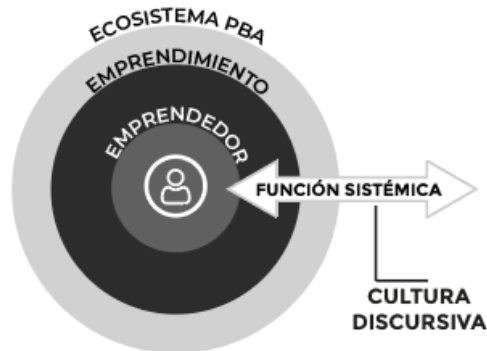 ECOSISTEMA PBA
EMPRENDIMIENTO
EMPRENDEDOR
FUNCIÓN SISTÉMICA
CULTURA
DISCURSIVA